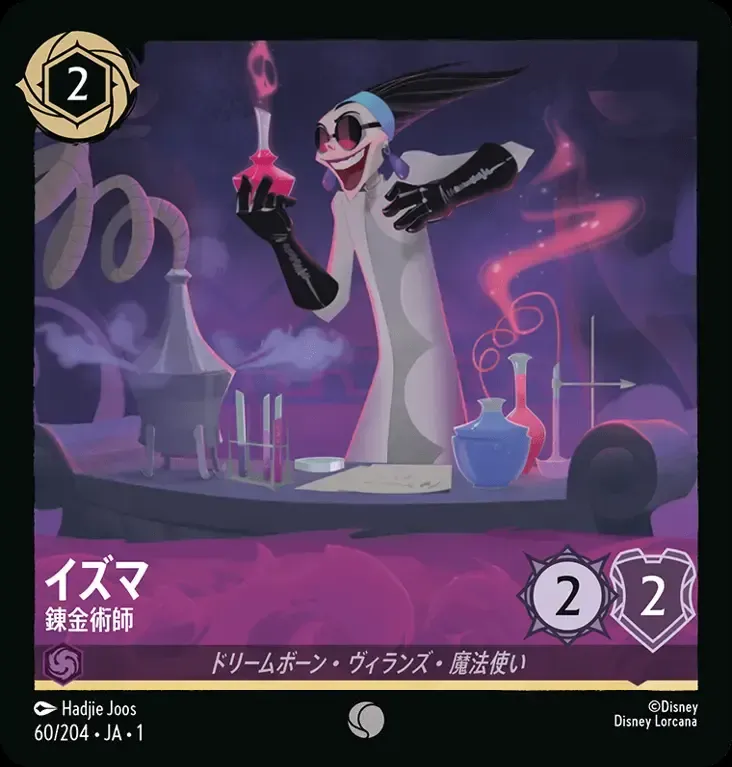 2
イズマ
錬金術師
2 2
ドリームボーン・ヴィランズ・魔法使い
Hadjie Joos
60/204・JA・1
©Disney
Disney Lorcana